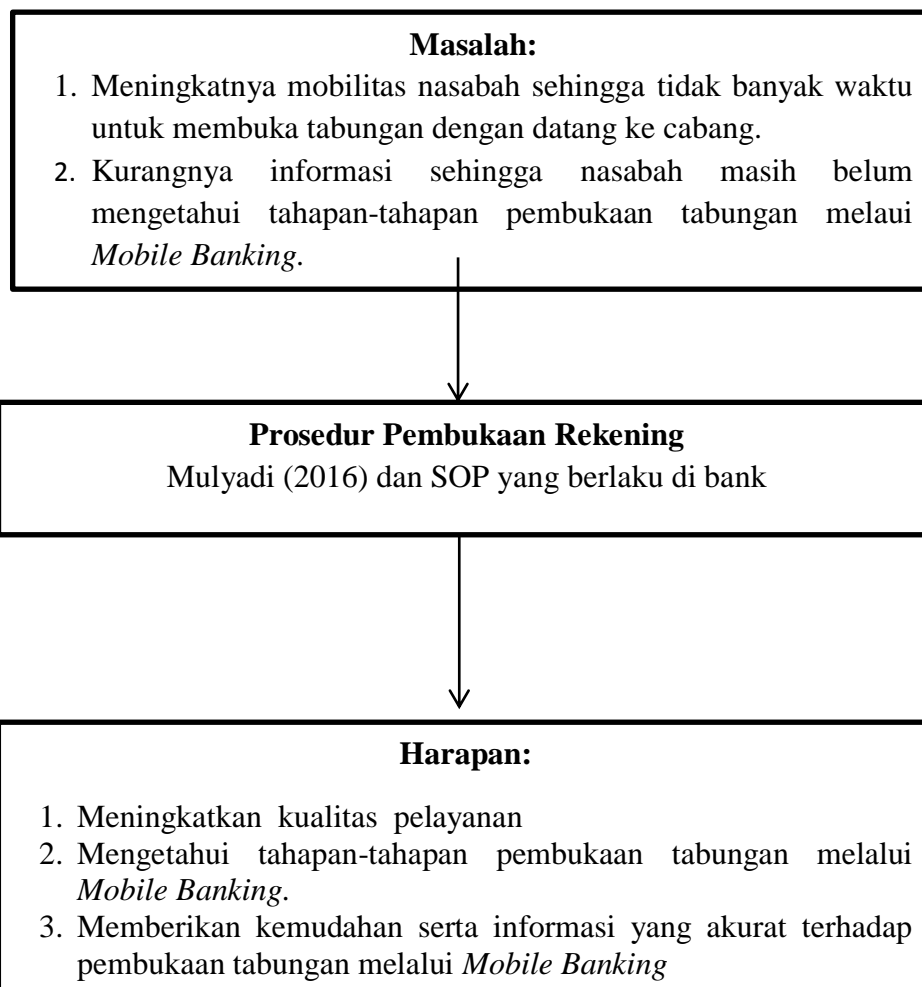 Masalah:
1. Meningkatnya mobilitas nasabah sehingga tidak banyak waktu
untuk membuka tabungan dengan datang ke cabang.
2. Kurangnya informasi sehingga nasabah masih belum
mengetahui tahapan-tahapan pembukaan tabungan melaui
Mobile Banking.
Prosedur Pembukaan Rekening
Mulyadi (2016) dan SOP yang berlaku di bank
Harapan:
1. Meningkatkan kualitas pelayanan
2. Mengetahui tahapan-tahapan pembukaan tabungan melalui
Mobile Banking.
3. Memberikan kemudahan serta informasi yang akurat terhadap
pembukaan tabungan melalui Mobile Banking